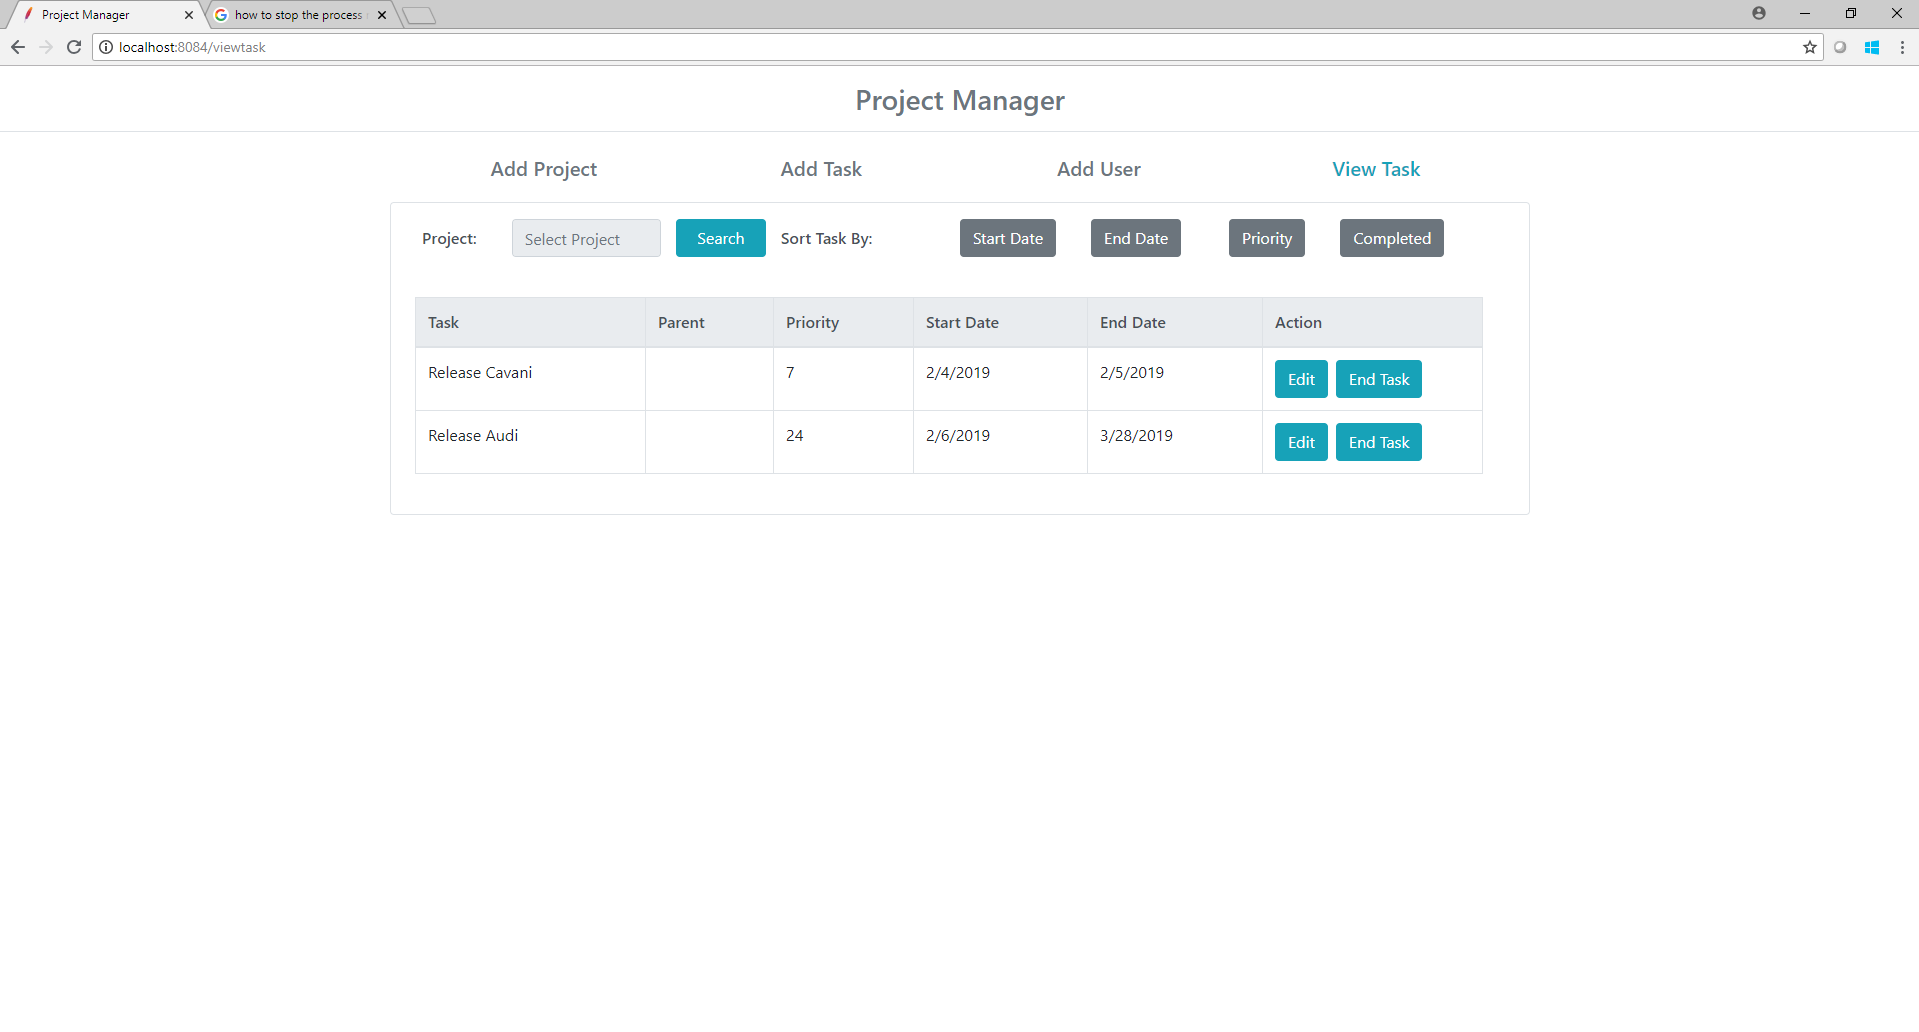 Project Manager
how to stop the process
localhost:8084/viewtask
Project Manager
Add Project Add Task Add User View Task
Project: Select Project Search Sort Task By: Start Date End Date Priority Completed
Task Parent Priority Start Date End Date Action
Release Cavani 7 2/4/2019 2/5/2019 Edit End Task
Release Audi 24 2/6/2019 3/28/2019 Edit End Task